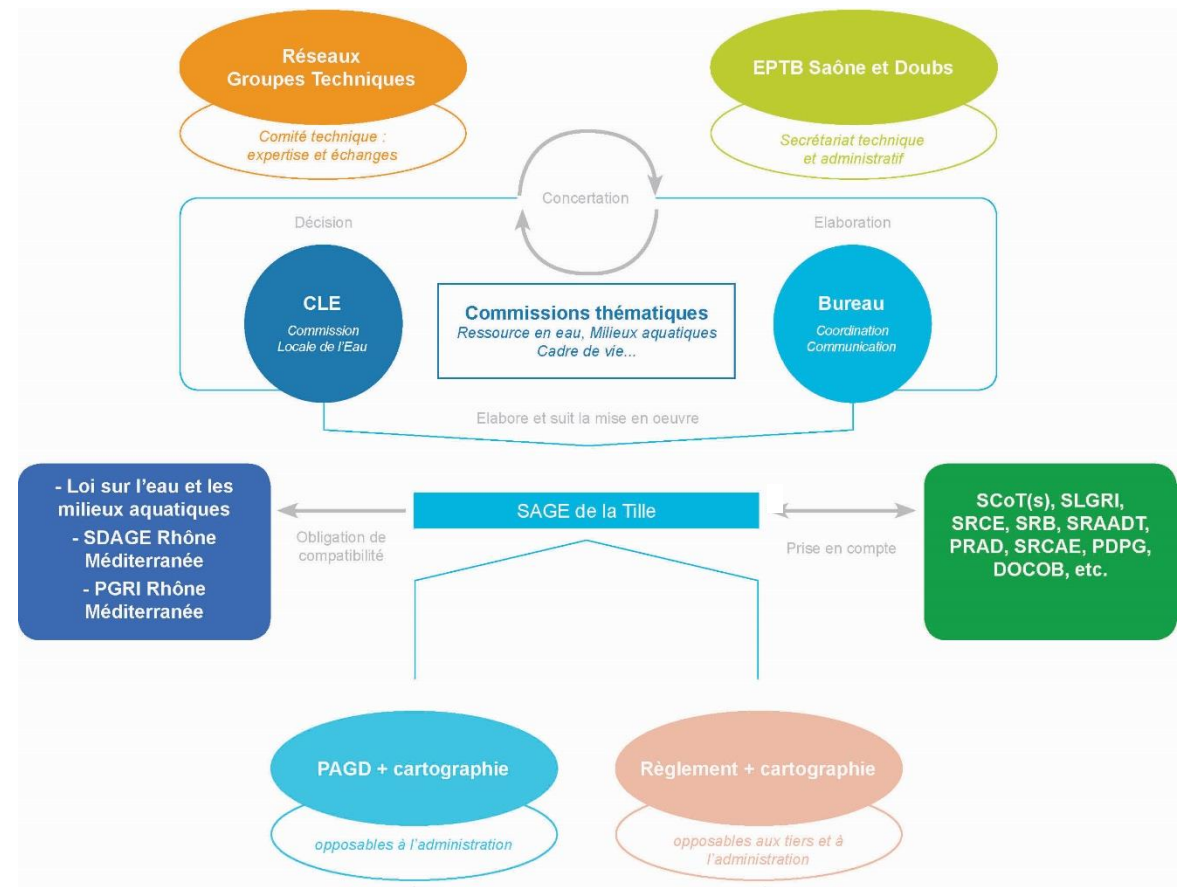 Réseaux
Groupes Techniques
Comité technique :
expertise et échanges
EPTB Saône et Doubs
Secrétariat technique
et administratif
Concertation
Décision
Elaboration
CLE
Commission
Locale de l'Eau
Commissions thématiques
Ressource en eau, Milieux aquatiques
Cadre de vie...
Bureau
Coordination
Communication
Elabore et suit la mise en oeuvre
- Loi sur l'eau et les
milieux aquatiques
- SDAGE Rhône
Méditerranée
- PGRI Rhône
Méditerranée
Obligation de
compatibilité
SAGE de la Tille
Prise en compte
SCoT(s), SLGRI,
SRCE, SRB, SRAADT,
PRAD, SRCAE, PDPG,
DOCOB, etc.
PAGD + cartographie
opposables à l'administration
Règlement + cartographie
opposables aux tiers et à
l'administration